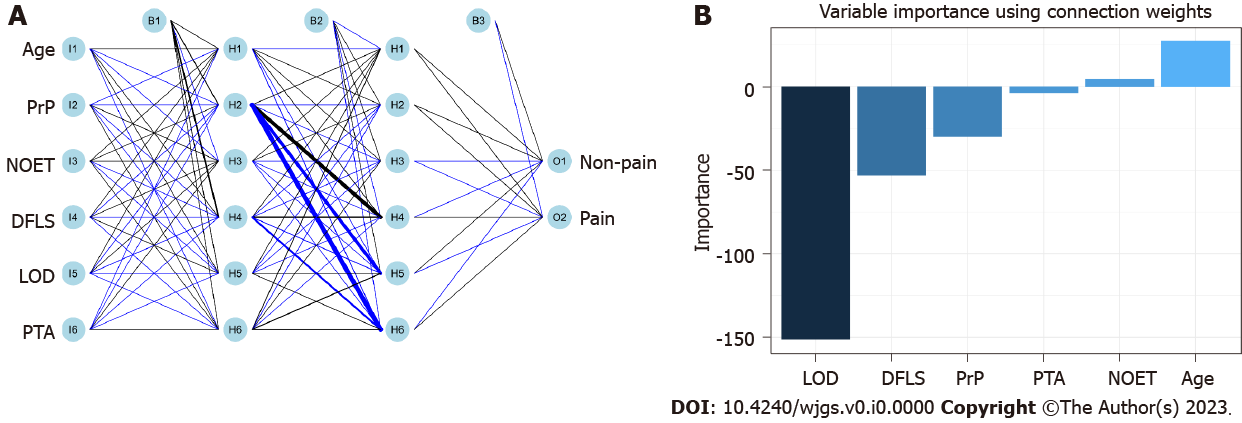 A
B1 B2 B3
Age I1 H1 H1
PrP I2 H2 H2
NOET I3 H3 H3 O1 Non-pain
DFLS I4 H4 H4 O2 Pain
LOD I5 H5 H5
PTA I6 H6 H6
B
Variable importance using connection weights
Importance
0
-50
-100
-150
LOD DFLS PrP PTA NOET Age
DOI: 10.4240/wjgs.v0.i0.0000 Copyright ©The Author(s) 2023.